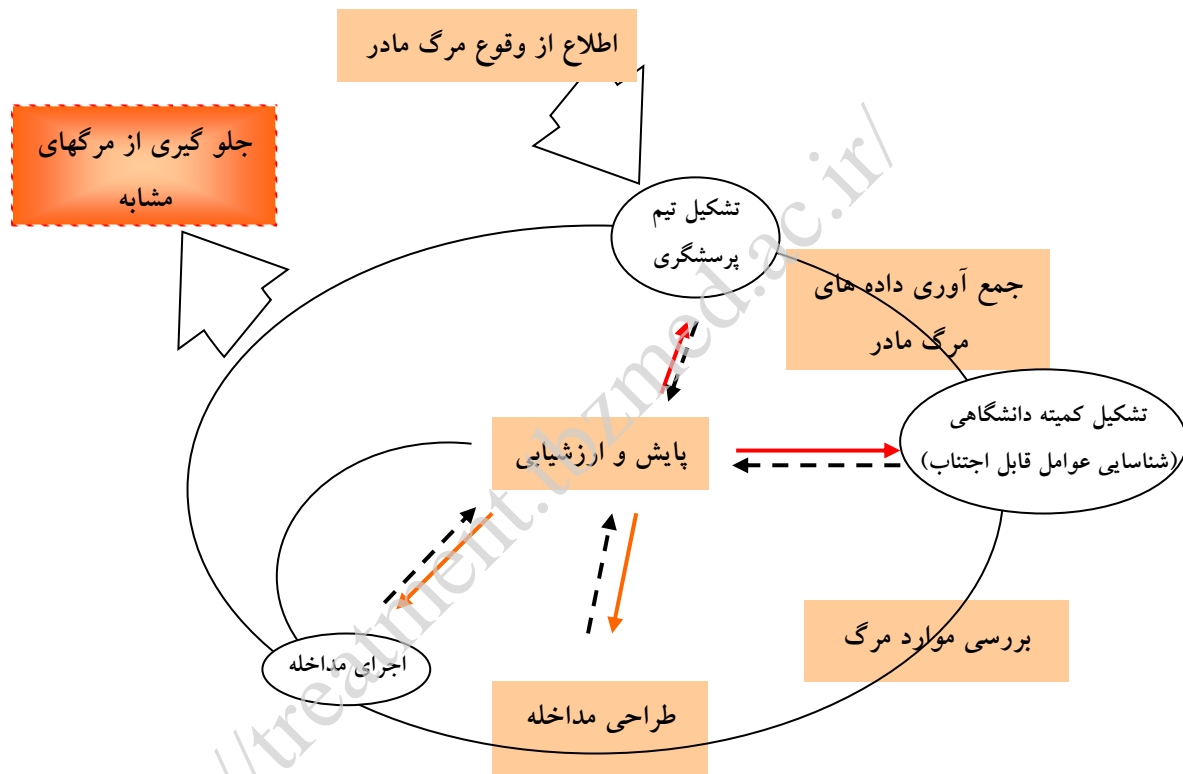 اطلاع از وقوع مرگ مادر
جلو گیری از مرگهای
مشابه
تشکیل تیم
پرسشگری
جمع آوری داده های
مرگ مادر
تشکیل کمیته دانشگاهی
(شناسایی عوامل قابل اجتناب)
پایش و ارزشیابی
بررسی موارد مرگ
اجرای مداخله
طراحی مداخله
//treatment.tbzmed.ac.ir/